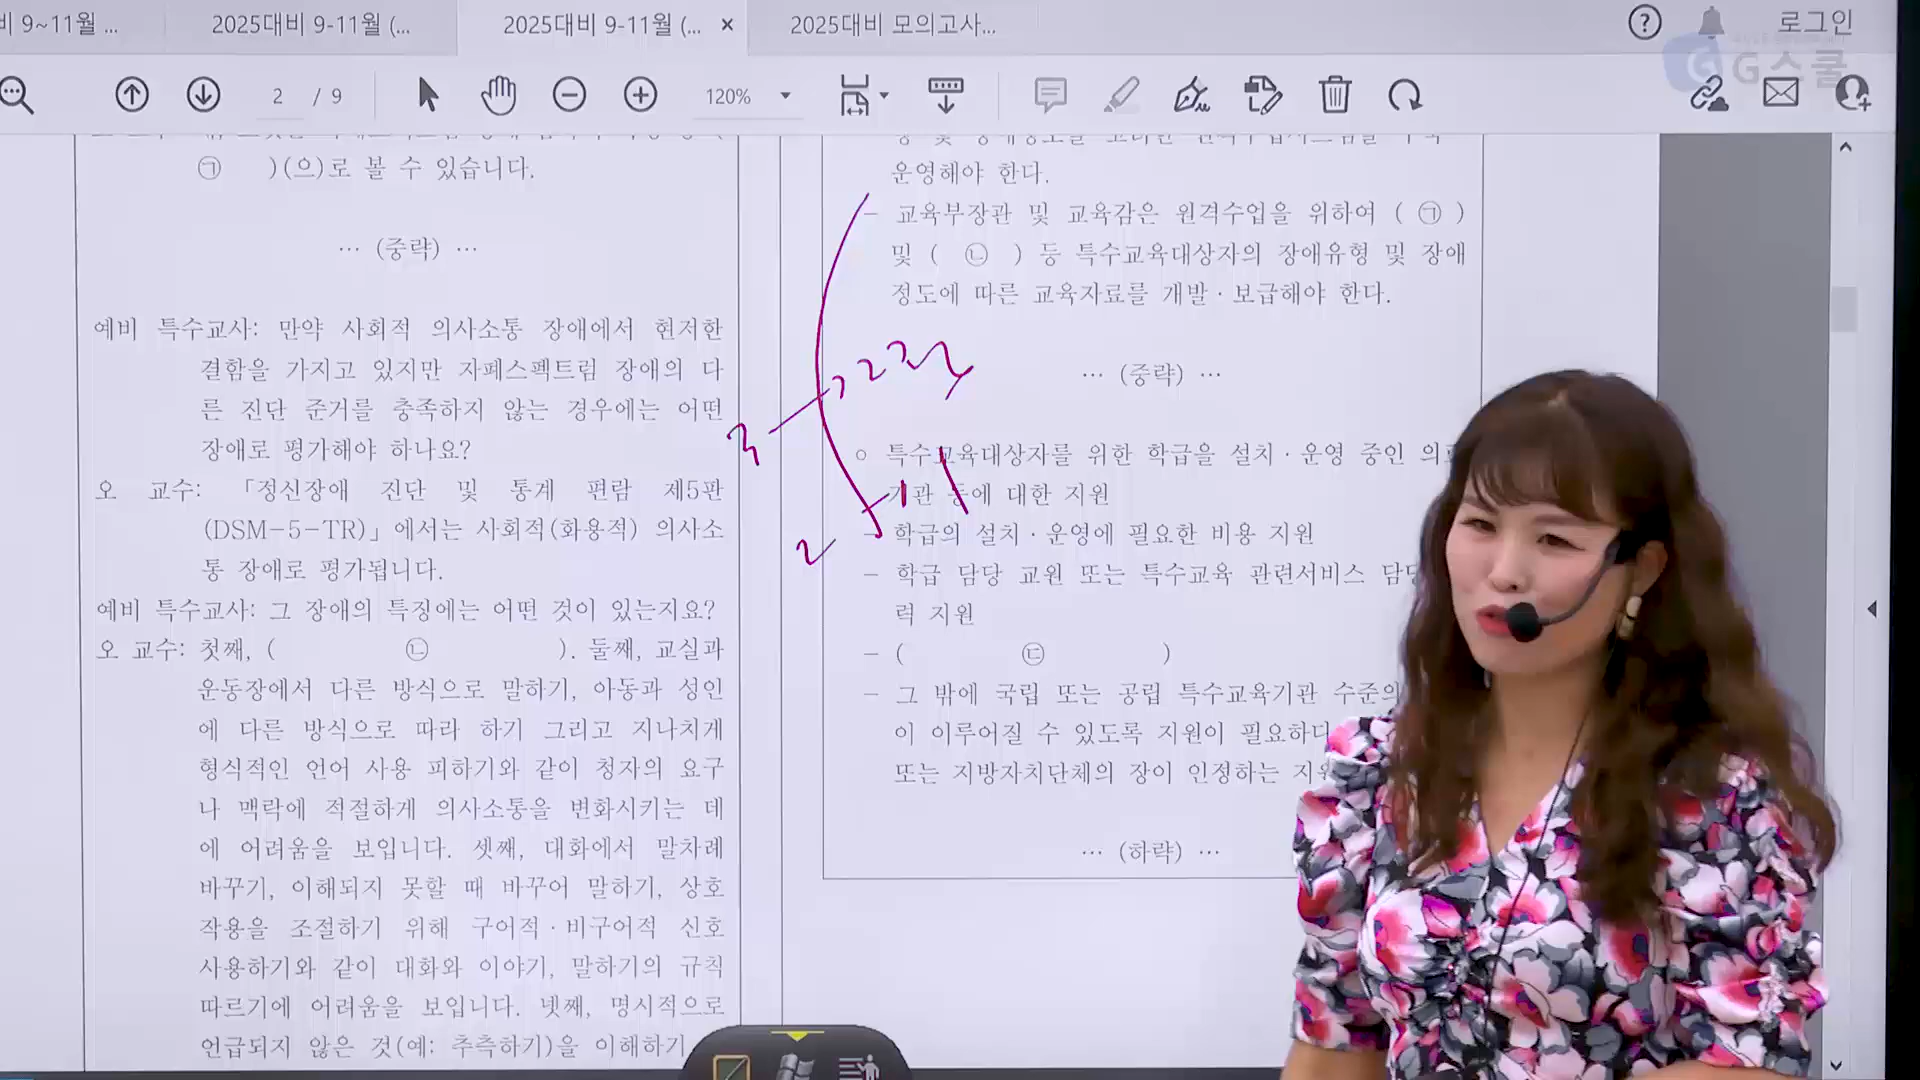 비 9~11월 ...
2025대비 9-11월 (...
2025대비 9-11월 (...
2025대비 모의고사...
로그인
G스쿨
2 / 9
120%
㉠ )(으)로 볼 수 있습니다.
… (중략) …
예비 특수교사: 만약 사회적 의사소통 장애에서 현저한
결함을 가지고 있지만 자폐스펙트럼 장애의 다
른 진단 준거를 충족하지 않는 경우에는 어떤
장애로 평가해야 하나요?
오 교수: 「정신장애 진단 및 통계 편람 제5판
(DSM-5-TR)」에서는 사회적(화용적) 의사소
통 장애로 평가됩니다.
예비 특수교사: 그 장애의 특징에는 어떤 것이 있는지요?
오 교수: 첫째, ( ㉡ ). 둘째, 교실과
운동장에서 다른 방식으로 말하기, 아동과 성인
에 다른 방식으로 따라 하기 그리고 지나치게
형식적인 언어 사용 피하기와 같이 청자의 요구
나 맥락에 적절하게 의사소통을 변화시키는 데
에 어려움을 보입니다. 셋째, 대화에서 말차례
바꾸기, 이해되지 못할 때 바꾸어 말하기, 상호
작용을 조절하기 위해 구어적·비구어적 신호
사용하기와 같이 대화와 이야기, 말하기의 규칙
따르기에 어려움을 보입니다. 넷째, 명시적으로
언급되지 않은 것(예: 추측하기)을 이해하기
운영해야 한다.
- 교육부장관 및 교육감은 원격수업을 위하여 ( ㉠ )
및 ( ㉡ ) 등 특수교육대상자의 장애유형 및 장애
정도에 따른 교육자료를 개발·보급해야 한다.
… (중략) …
○ 특수교육대상자를 위한 학급을 설치·운영 중인 의료
기관 등에 대한 지원
- 학급의 설치·운영에 필요한 비용 지원
- 학급 담당 교원 또는 특수교육 관련서비스 담당
력 지원
- ( ㉢ )
- 그 밖에 국립 또는 공립 특수교육기관 수준의
이 이루어질 수 있도록 지원이 필요하다
또는 지방자치단체의 장이 인정하는 지원
… (하략) …
3
2